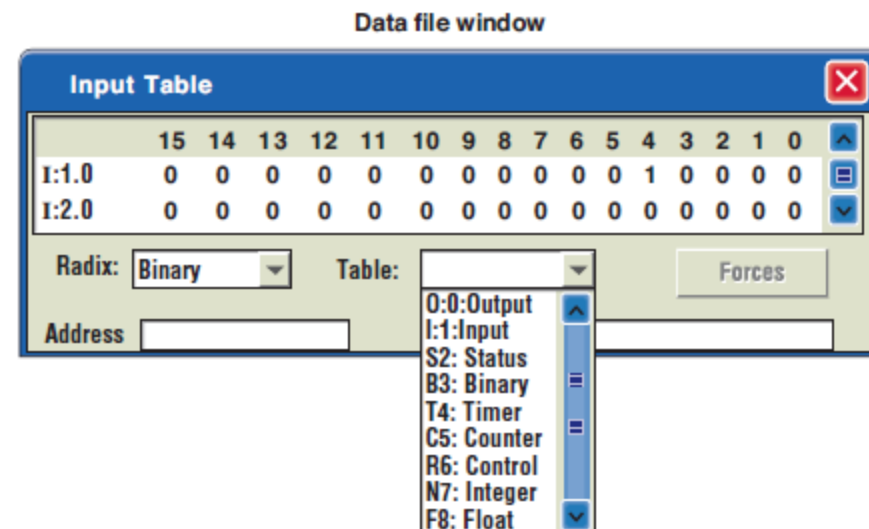 Data file window
Input Table
15 14 13 12 11 10 9 8 7 6 5 4 3 2 1 0
I:1.0 0 0 0 0 0 0 0 0 0 0 0 1 0 0 0 0
I:2.0 0 0 0 0 0 0 0 0 0 0 0 0 0 0 0 0
Radix: Binary Table: Forces
Address
O:0:Output
I:1:Input
S2: Status
B3: Binary
T4: Timer
C5: Counter
R6: Control
N7: Integer
F8: Float